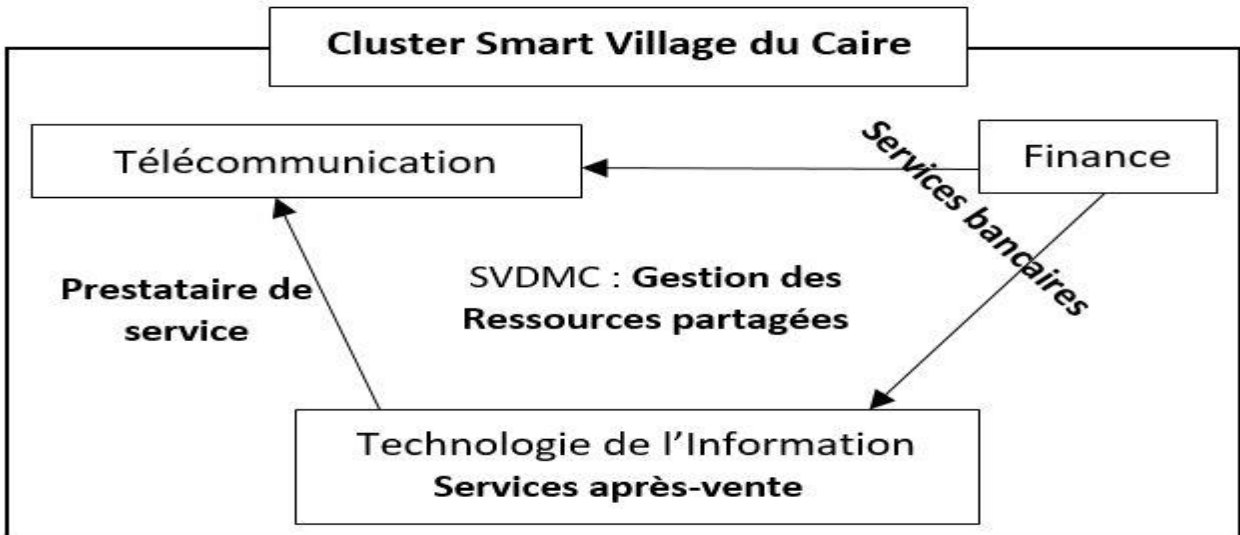 Cluster Smart Village du Caire
Télécommunication
Finance
Services bancaires
Prestataire de
service
SVDMC : Gestion des
Ressources partagées
Technologie de l’Information
Services après-vente